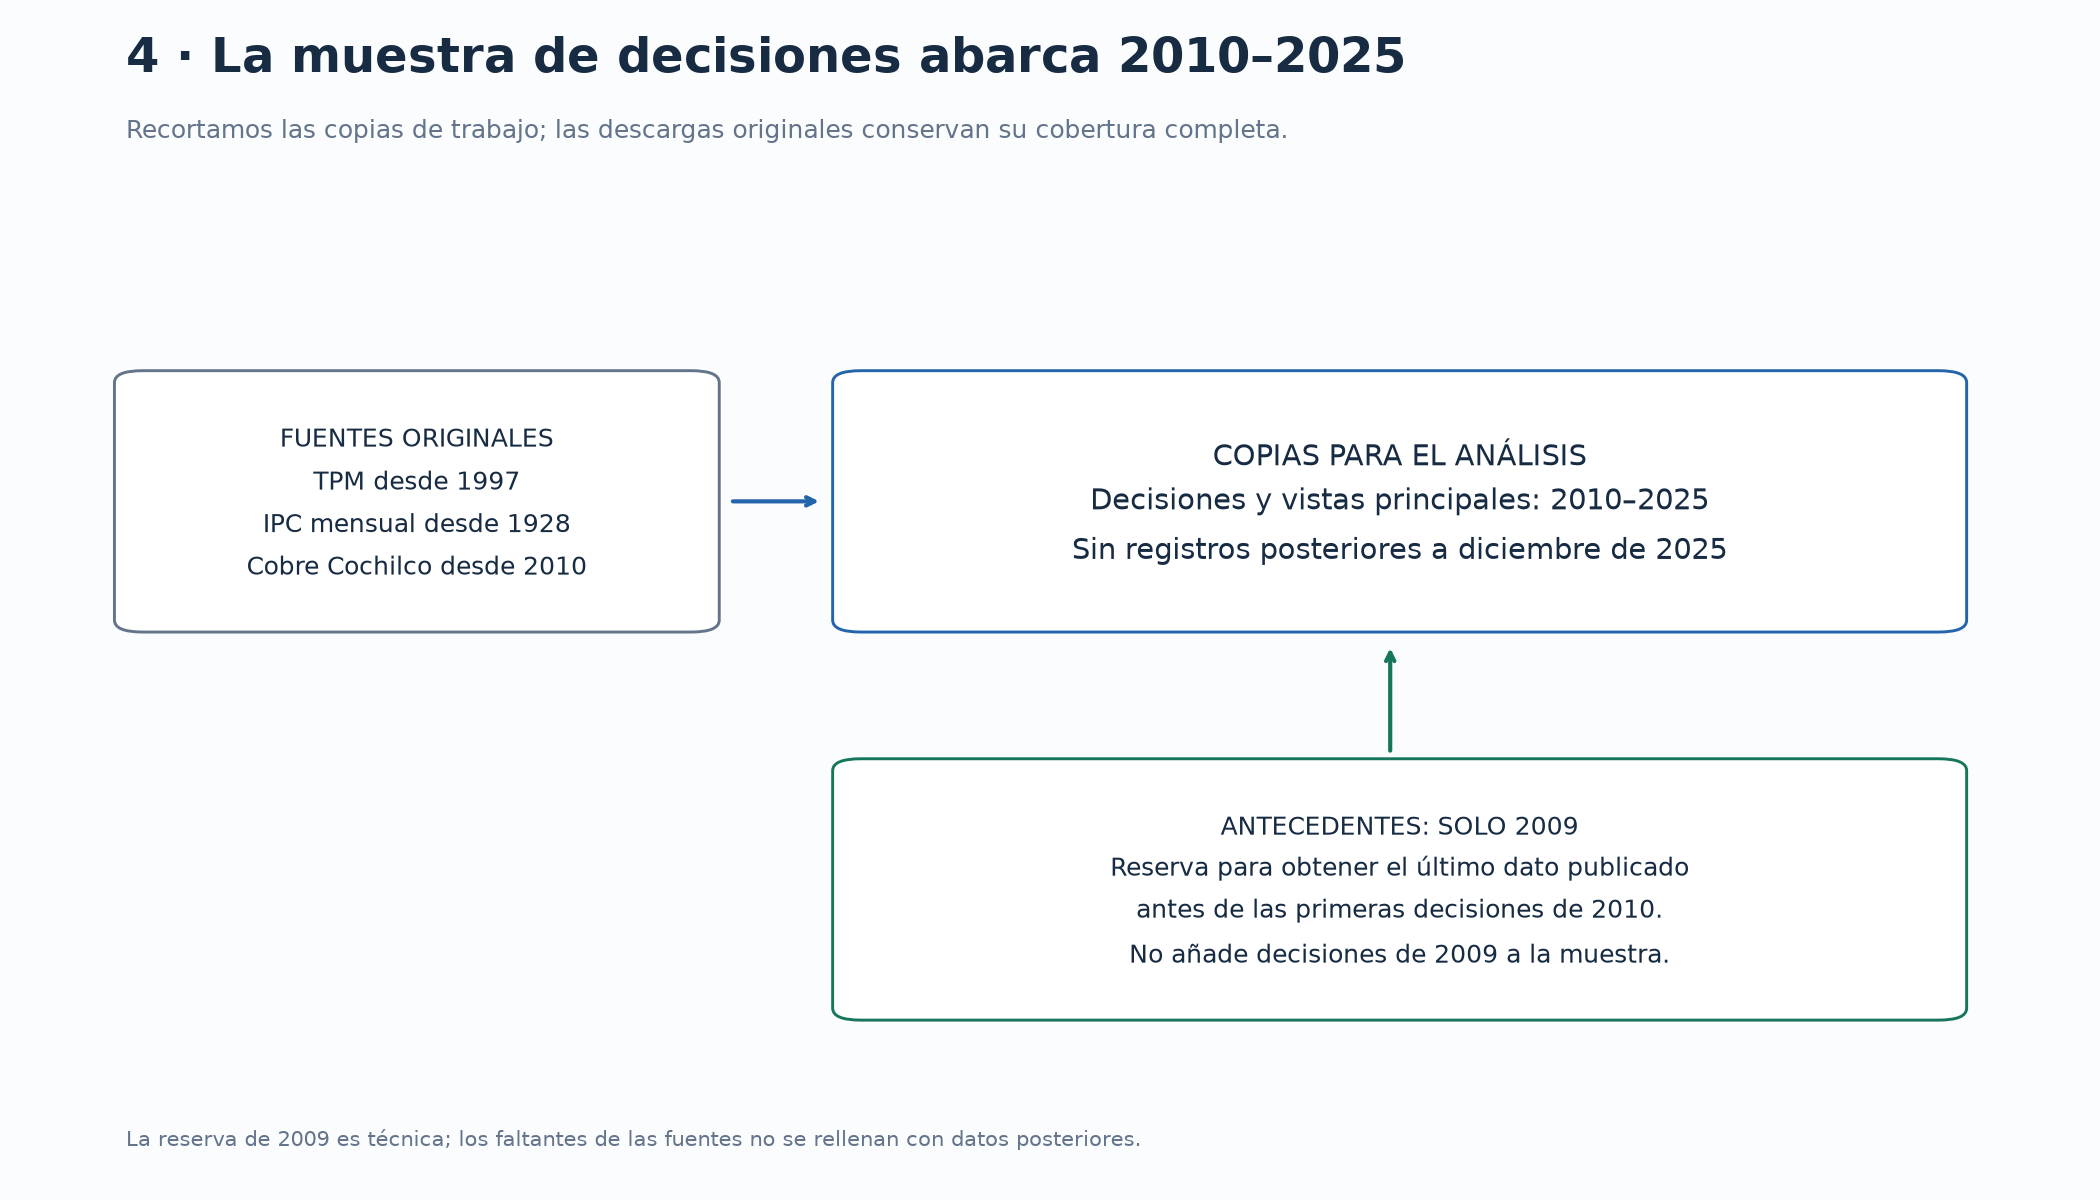 4 · La muestra de decisiones abarca 2010–2025
Recortamos las copias de trabajo; las descargas originales conservan su cobertura completa.
FUENTES ORIGINALES
TPM desde 1997
IPC mensual desde 1928
Cobre Cochilco desde 2010
COPIAS PARA EL ANÁLISIS
Decisiones y vistas principales: 2010–2025
Sin registros posteriores a diciembre de 2025
ANTECEDENTES: SOLO 2009
Reserva para obtener el último dato publicado
antes de las primeras decisiones de 2010.
No añade decisiones de 2009 a la muestra.
La reserva de 2009 es técnica; los faltantes de las fuentes no se rellenan con datos posteriores.